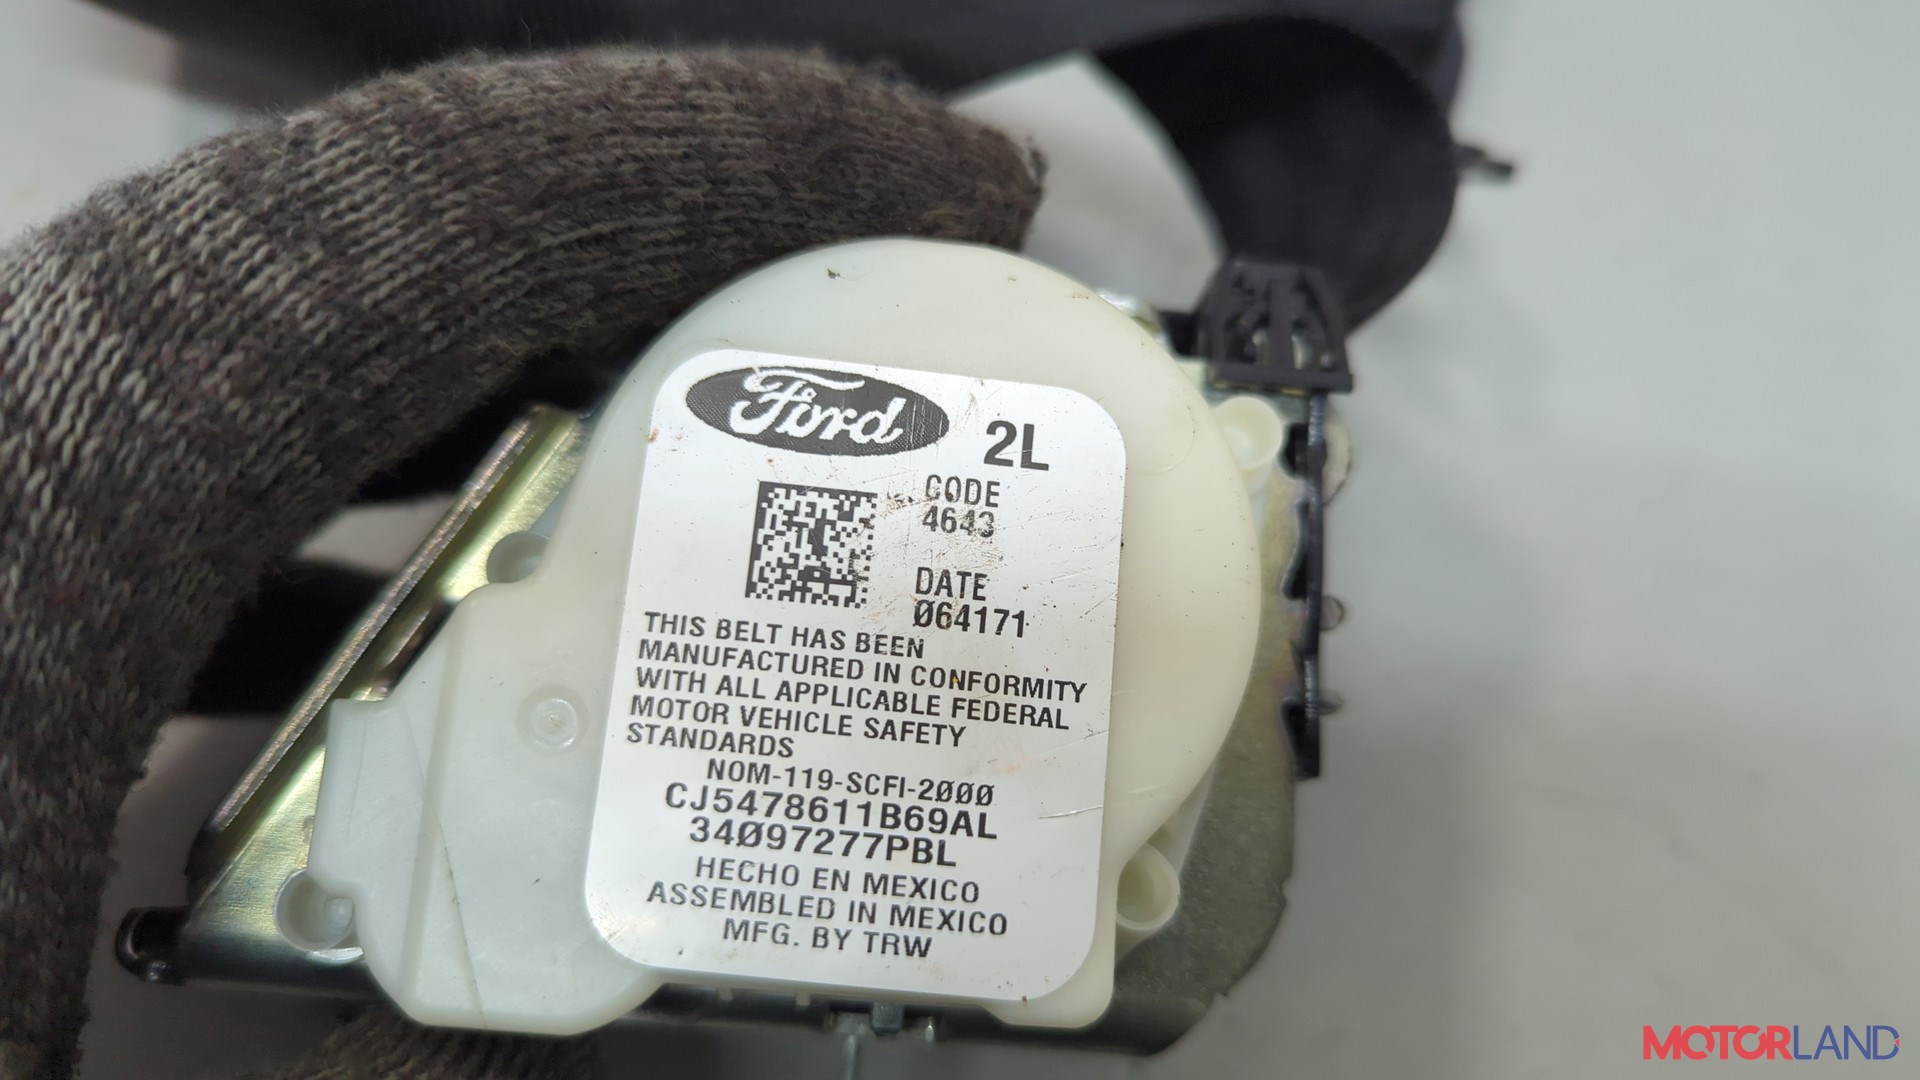 Ford
2L
CODE
4643
DATE
Ø64171
THIS BELT HAS BEEN
MANUFACTURED IN CONFORMITY
WITH ALL APPLICABLE FEDERAL
MOTOR VEHICLE SAFETY
STANDARDS
NOM-119-SCFI-2ØØØ
CJ5478611B69AL
34Ø97277PBL
HECHO EN MEXICO
ASSEMBLED IN MEXICO
MFG. BY TRW
MOTORLAND